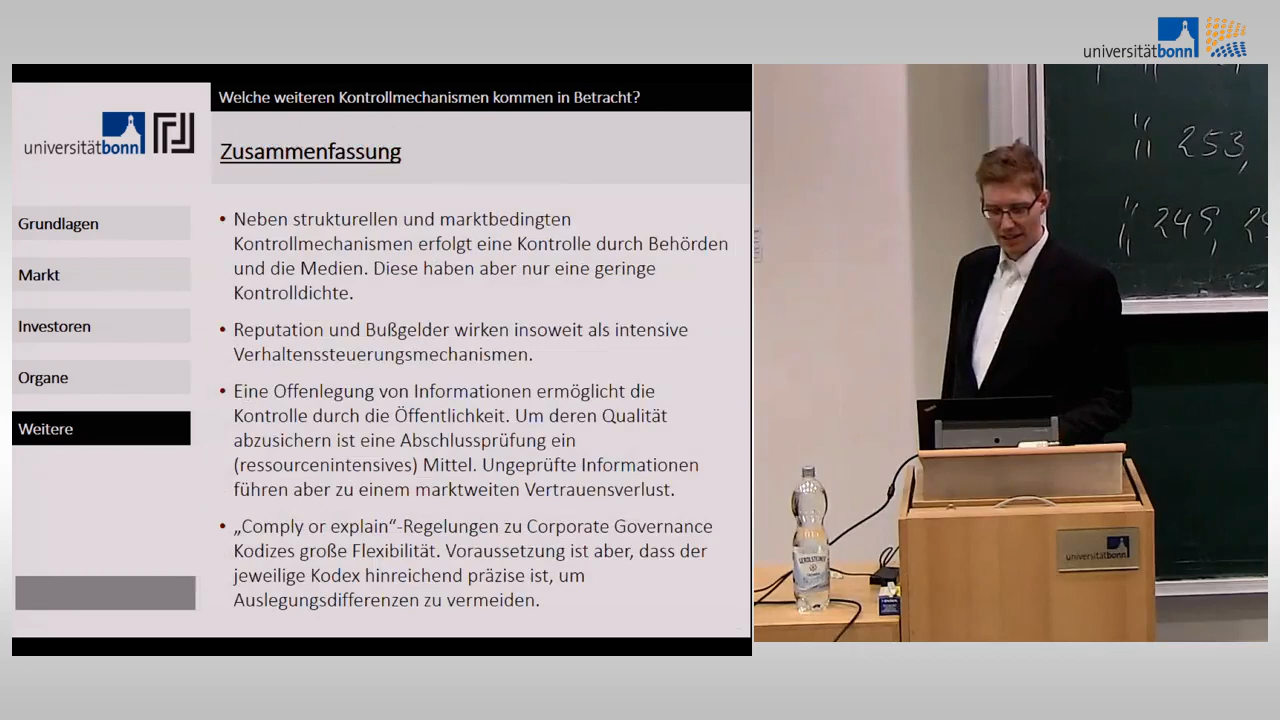 universitätbonn
Welche weiteren Kontrollmechanismen kommen in Betracht?
universitätbonn
Zusammenfassung
Grundlagen
Markt
Investoren
Organe
Weitere
• Neben strukturellen und marktbedingten
Kontrollmechanismen erfolgt eine Kontrolle durch Behörden
und die Medien. Diese haben aber nur eine geringe
Kontrolldichte.
• Reputation und Bußgelder wirken insoweit als intensive
Verhaltenssteuerungsmechanismen.
• Eine Offenlegung von Informationen ermöglicht die
Kontrolle durch die Öffentlichkeit. Um deren Qualität
abzusichern ist eine Abschlussprüfung ein
(ressourcenintensives) Mittel. Ungeprüfte Informationen
führen aber zu einem marktweiten Vertrauensverlust.
• „Comply or explain“-Regelungen zu Corporate Governance
Kodizes große Flexibilität. Voraussetzung ist aber, dass der
jeweilige Kodex hinreichend präzise ist, um
Auslegungsdifferenzen zu vermeiden.
" 253,
" 249,
GEROLSTEINER
universitätbonn